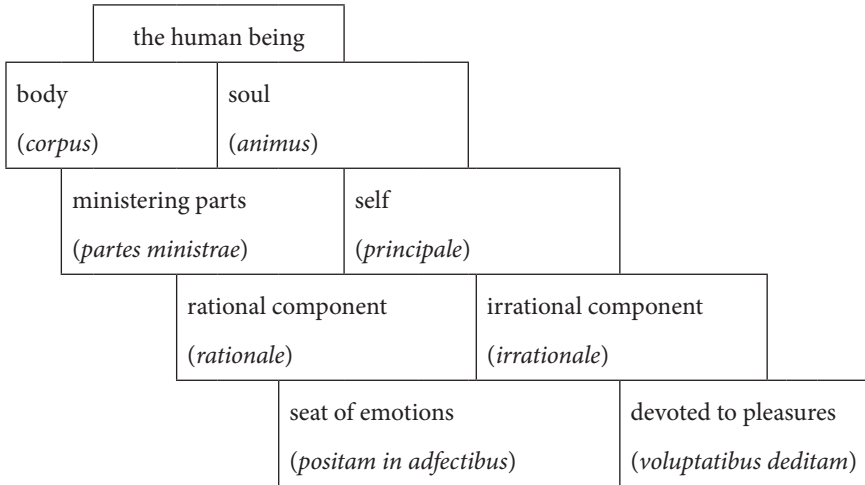 the human being
body soul
(corpus) (animus)
ministering parts self
(partes ministrae) (principale)
rational component irrational component
(rationale) (irrationale)
seat of emotions devoted to pleasures
(positam in adfectibus) (voluptatibus deditam)